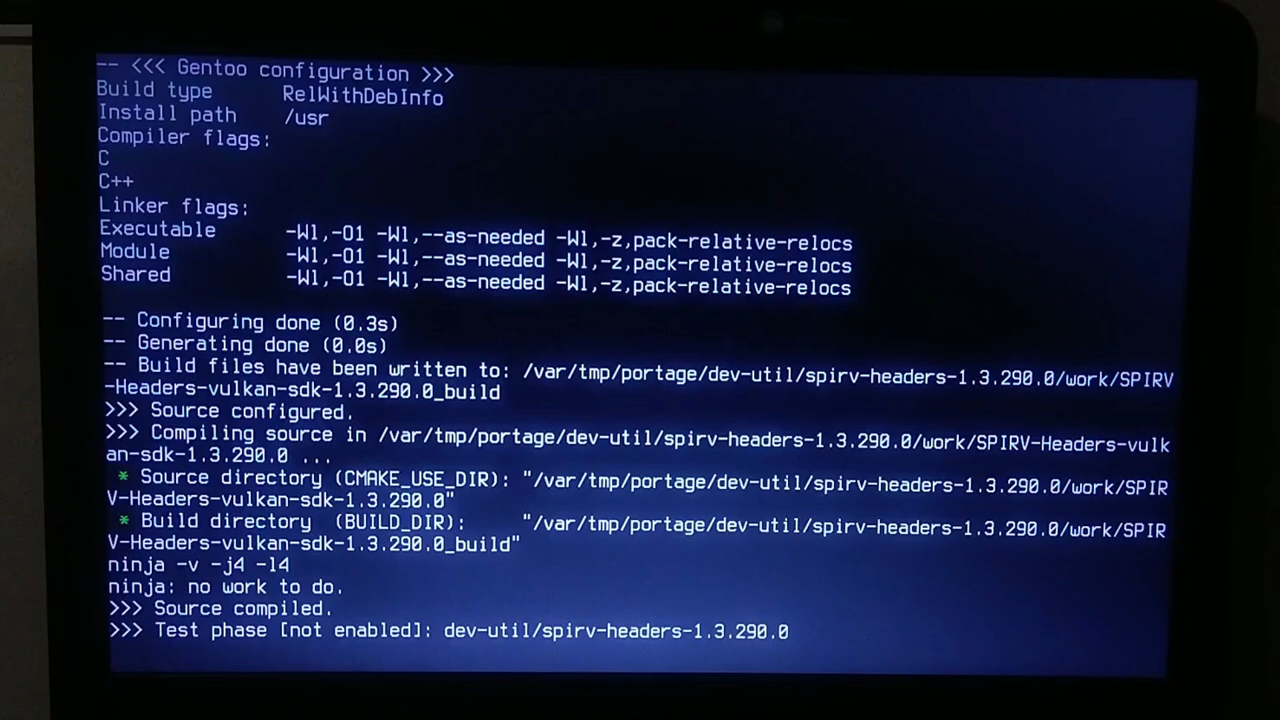 -- <<< Gentoo configuration >>>
Build type      RelWithDebInfo
Install path    /usr
Compiler flags:
C
C++
Linker flags:
Executable      -Wl,-O1 -Wl,--as-needed -Wl,-z,pack-relative-relocs
Module          -Wl,-O1 -Wl,--as-needed -Wl,-z,pack-relative-relocs
Shared          -Wl,-O1 -Wl,--as-needed -Wl,-z,pack-relative-relocs
-- Configuring done (0.3s)
-- Generating done (0.0s)
-- Build files have been written to: /var/tmp/portage/dev-util/spirv-headers-1.3.290.0/work/SPIRV
-Headers-vulkan-sdk-1.3.290.0_build
>>> Source configured.
>>> Compiling source in /var/tmp/portage/dev-util/spirv-headers-1.3.290.0/work/SPIRV-Headers-vulk
an-sdk-1.3.290.0 ...
 * Source directory (CMAKE_USE_DIR): "/var/tmp/portage/dev-util/spirv-headers-1.3.290.0/work/SPIR
V-Headers-vulkan-sdk-1.3.290.0"
 * Build directory  (BUILD_DIR):     "/var/tmp/portage/dev-util/spirv-headers-1.3.290.0/work/SPIR
V-Headers-vulkan-sdk-1.3.290.0_build"
ninja -v -j4 -l4
ninja: no work to do.
>>> Source compiled.
>>> Test phase [not enabled]: dev-util/spirv-headers-1.3.290.0